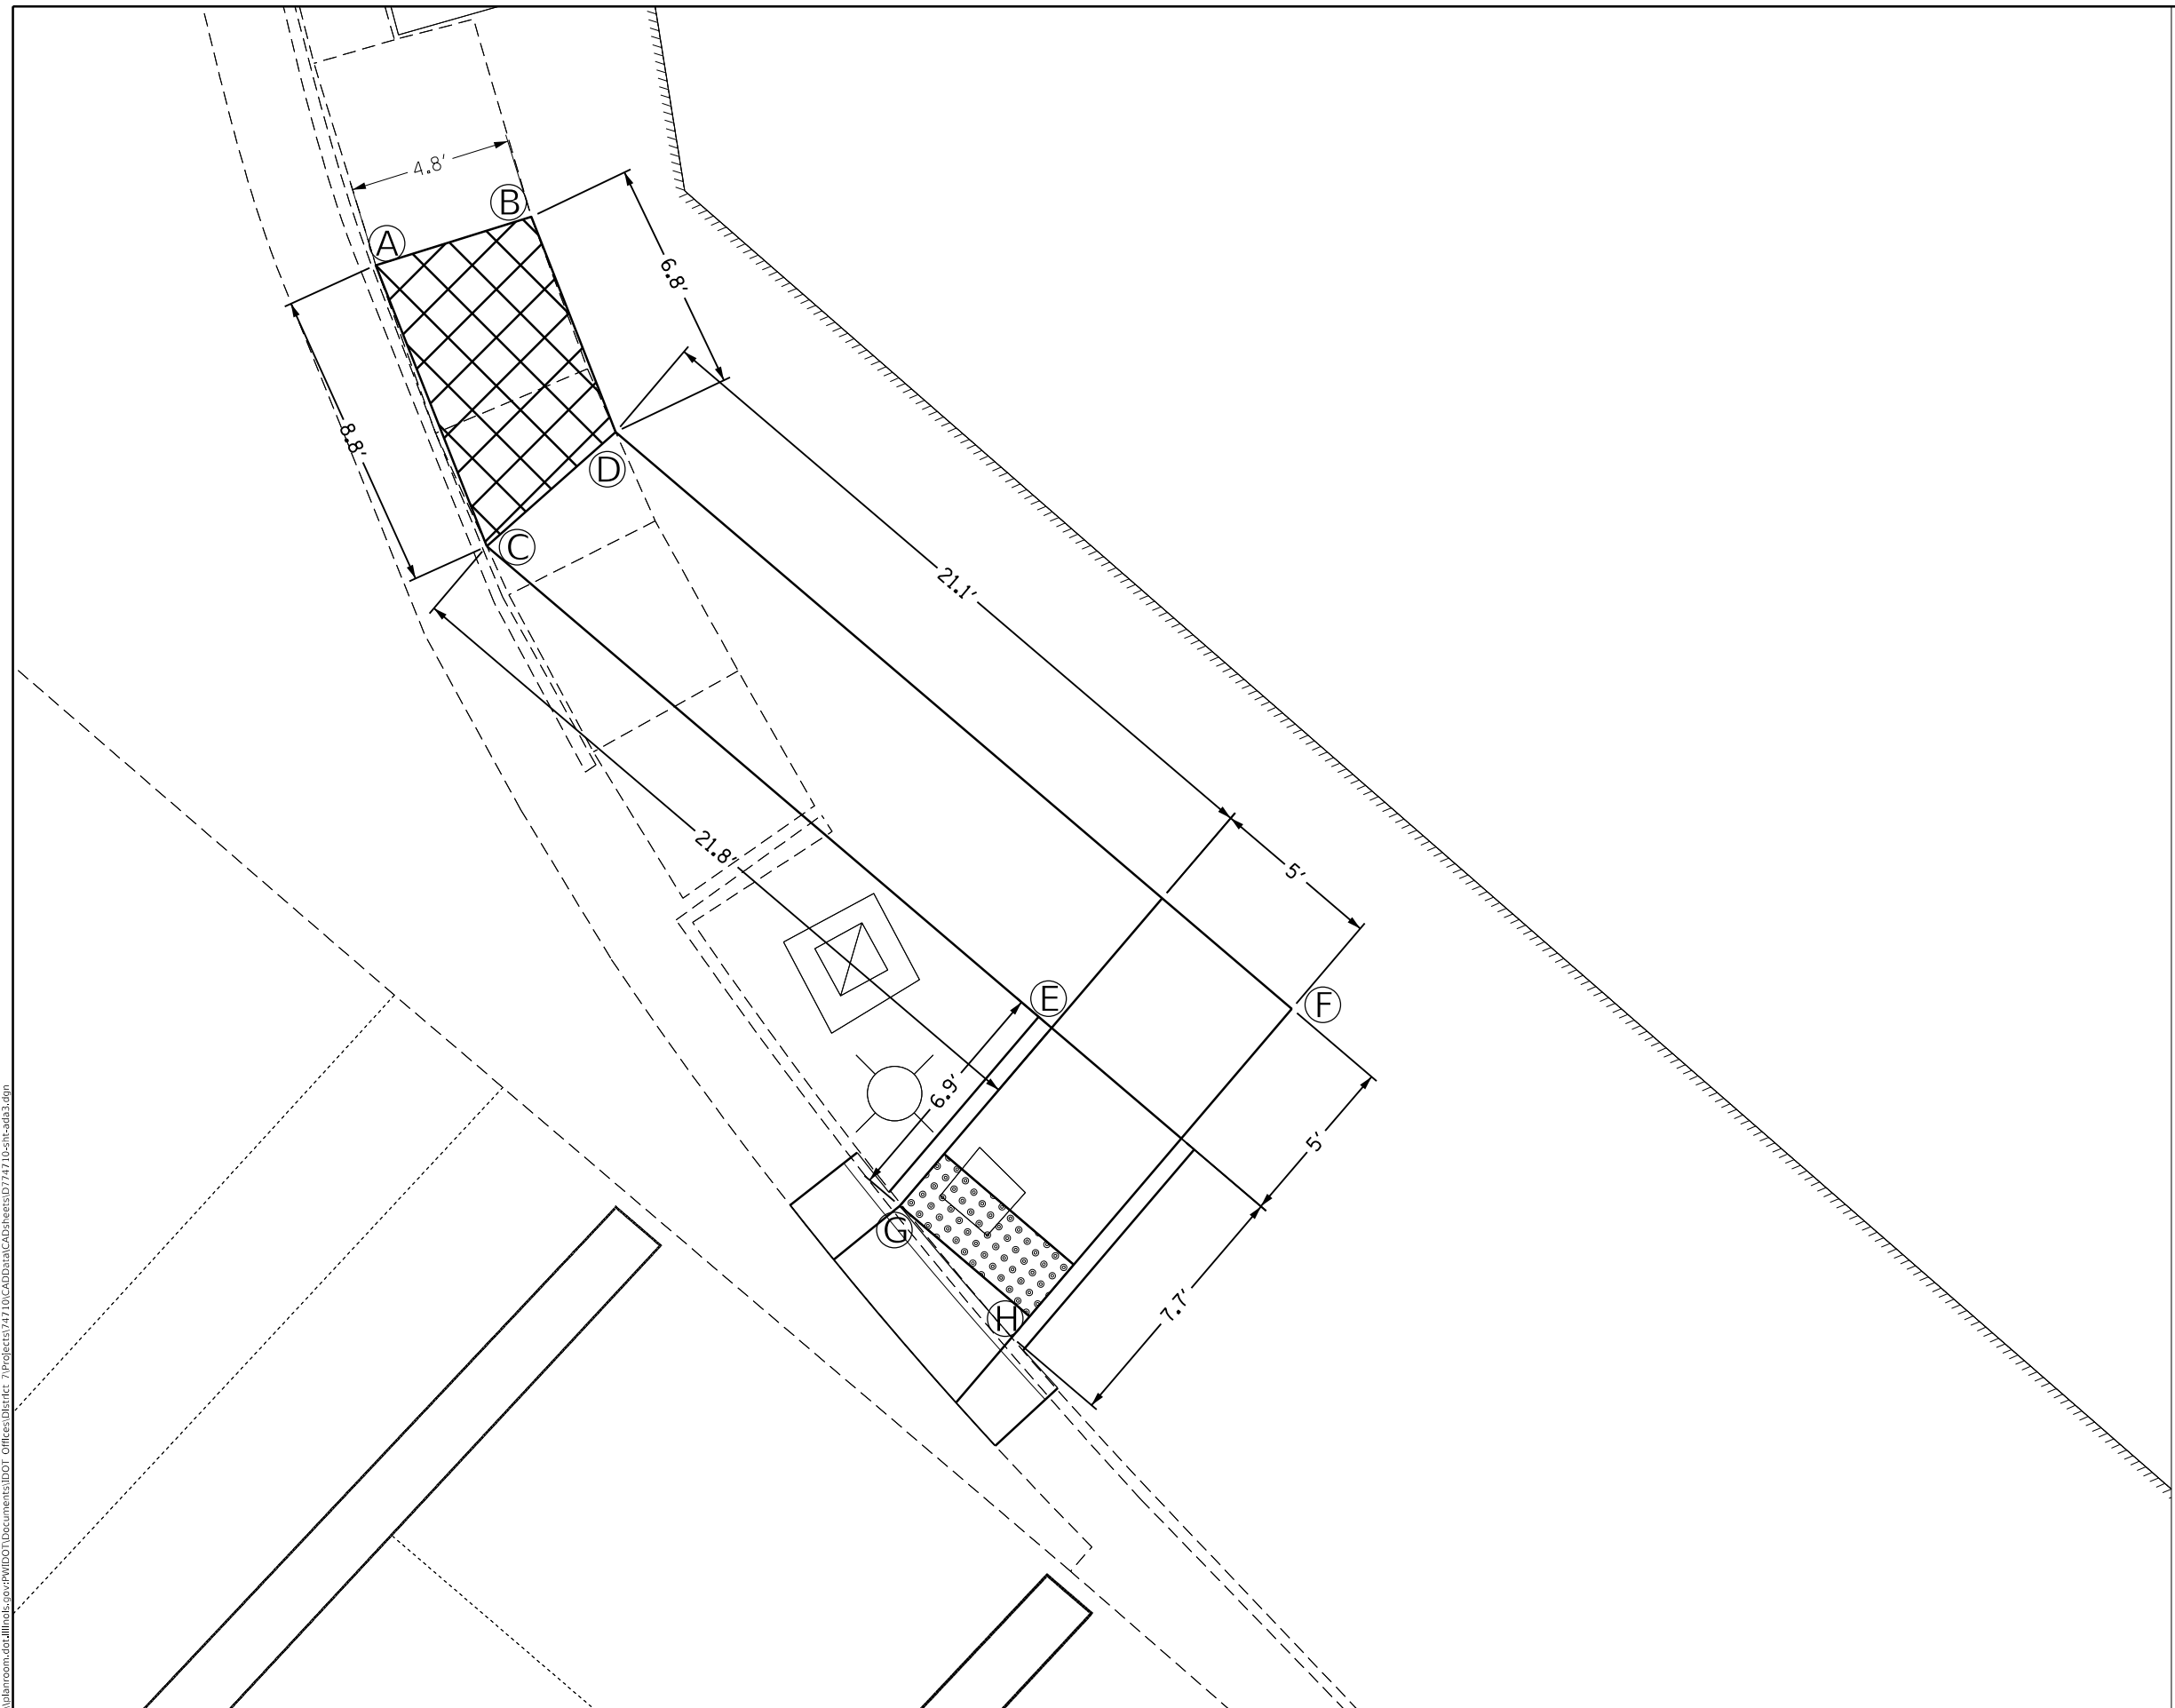 4.8'
B
A
6.8'
8.8'
D
C
21.1'
21.8'
5'
E
F
6.9'
5'
G
7.7'
H
\planroom.dot.illinois.gov:PWIDOT\Documents\IDOT Offices\District 7\Projects\74710\CADData\CADsheets\D774710-sht-ada3.dgn